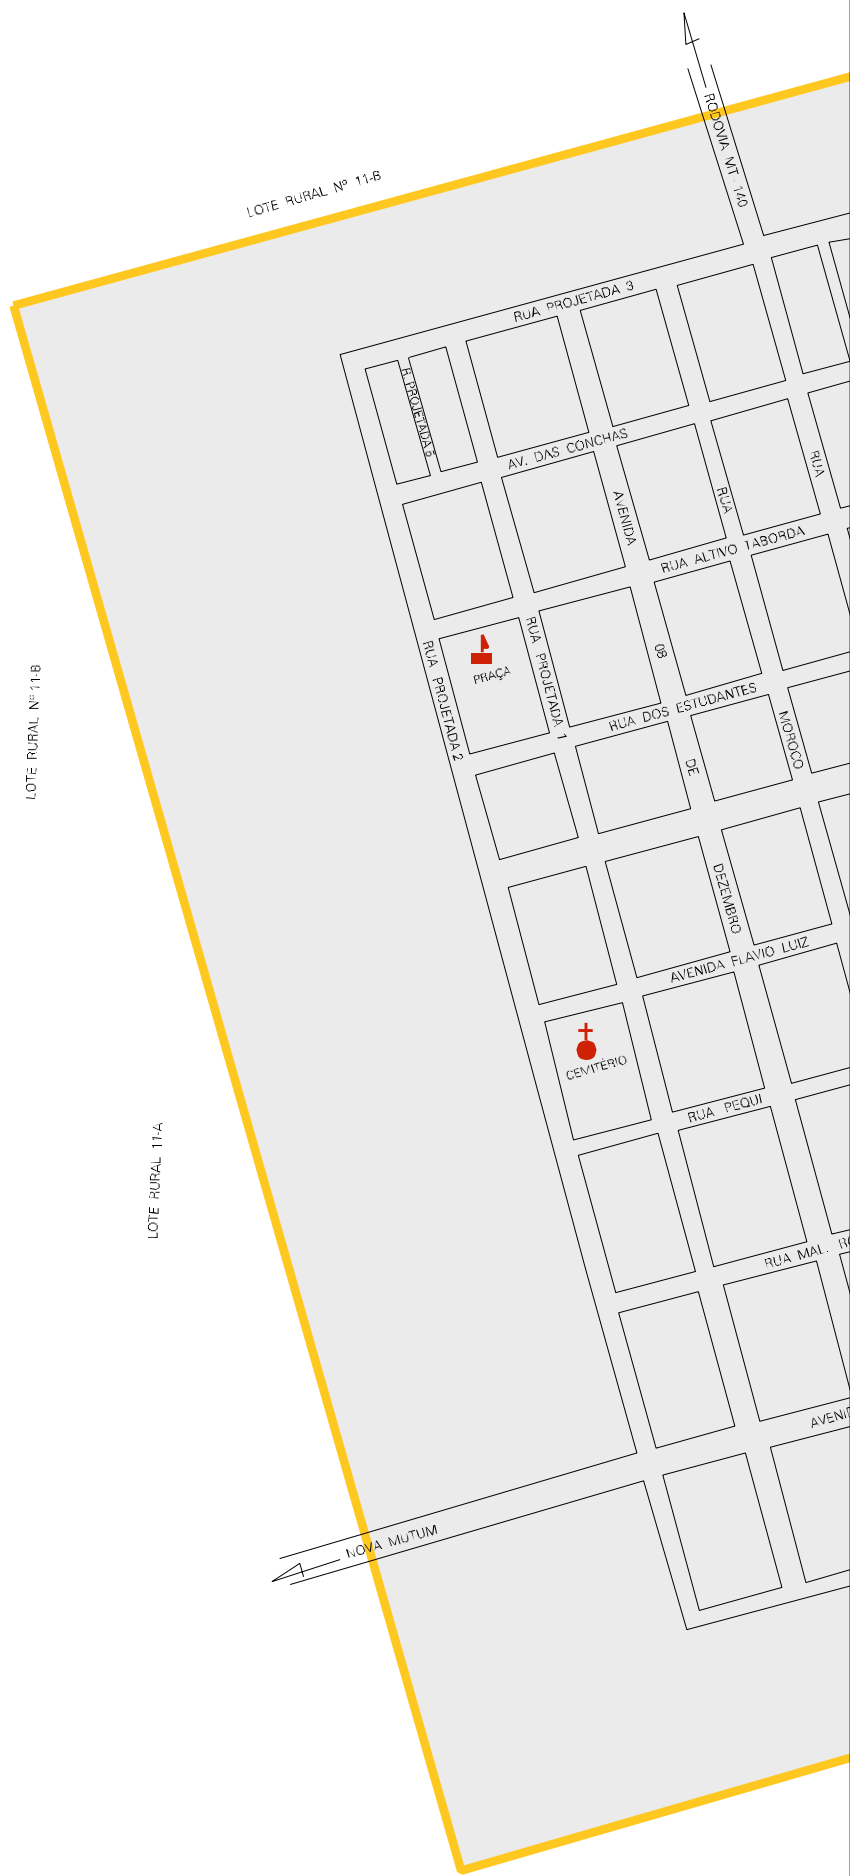 RODOVIA MT 140
LOTE RURAL Nº 11-B
RUA PROJETADA 3
R. PROJETADA 6
AV. DAS CONCHAS
RUA
RUA
AVENIDA
RUA ALTIVO TABORDA
RUA PROJETADA 1
RUA PROJETADA 2
08
PRAÇA
LOTE RURAL Nº 11-B
RUA DOS ESTUDANTES
MOROCO
DE
DEZEMBRO
AVENIDA FLAVIO LUIZ
CEMITÉRIO
RUA PEQUI
LOTE RURAL 11-A
RUA MAL.
NOVA MUTUM